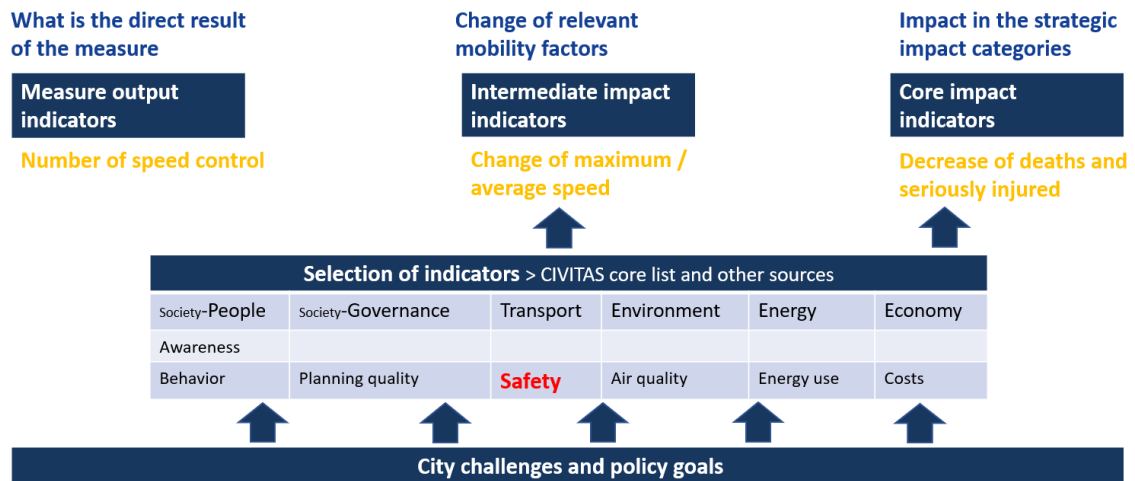 What is the direct result
of the measure
Change of relevant
mobility factors
Impact in the strategic
impact categories
Measure output
indicators
Intermediate impact
indicators
Core impact
indicators
Number of speed control
Change of maximum /
average speed
Decrease of deaths and
seriously injured
Selection of indicators > CIVITAS core list and other sources
Society-People
Society-Governance
Transport
Environment
Energy
Economy
Awareness
Behavior
Planning quality
Safety
Air quality
Energy use
Costs
City challenges and policy goals